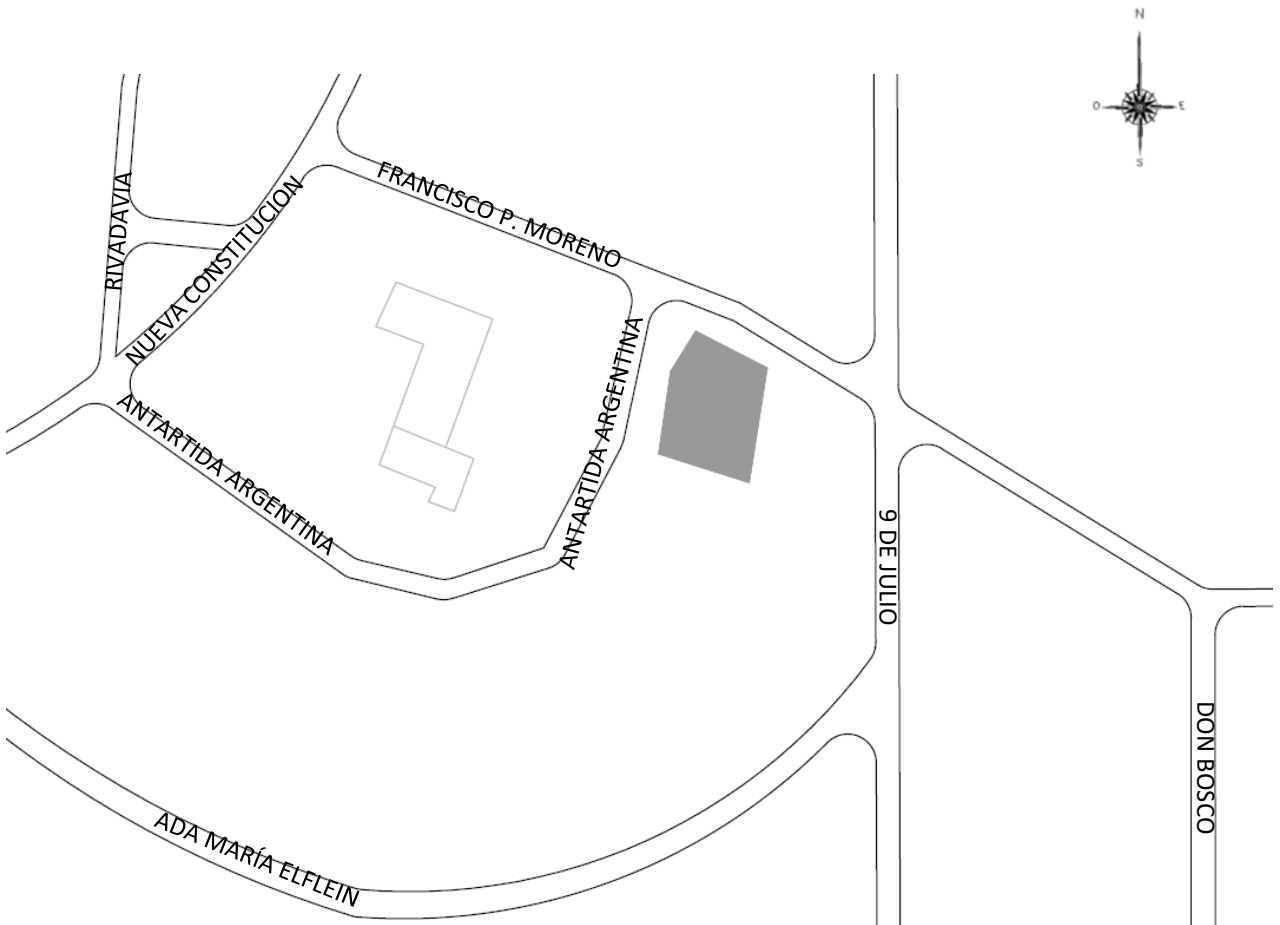 N
O
E
S
FRANCISCO P. MORENO
RIVADAVIA
NUEVA CONSTITUCION
ANTARTIDA ARGENTINA
ANTARTIDA ARGENTINA
9 DE JULIO
DON BOSCO
ADA MARÍA ELFLEIN